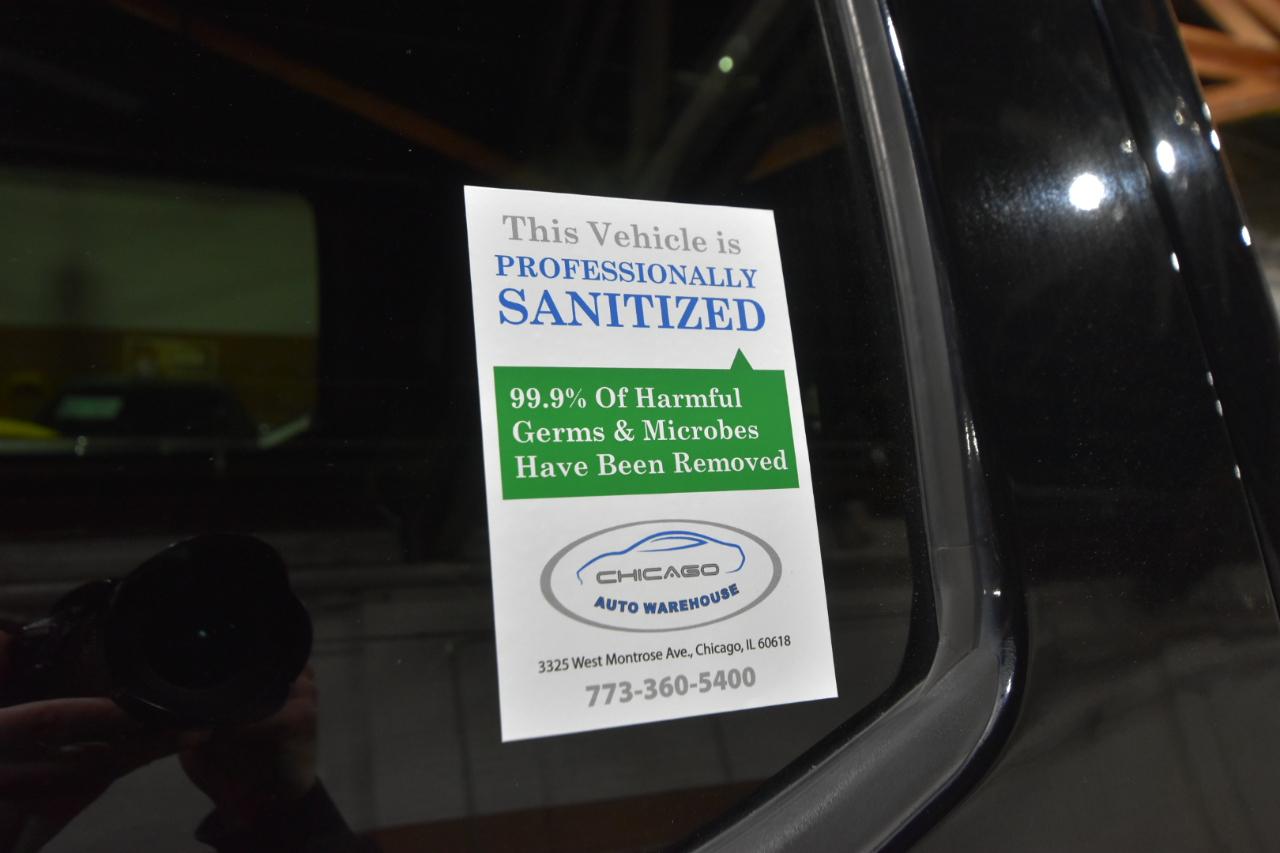 This Vehicle is
PROFESSIONALLY
SANITIZED
99.9% Of Harmful
Germs & Microbes
Have Been Removed
CHICAGO
AUTO WAREHOUSE
3325 West Montrose Ave., Chicago, IL 60618
773-360-5400